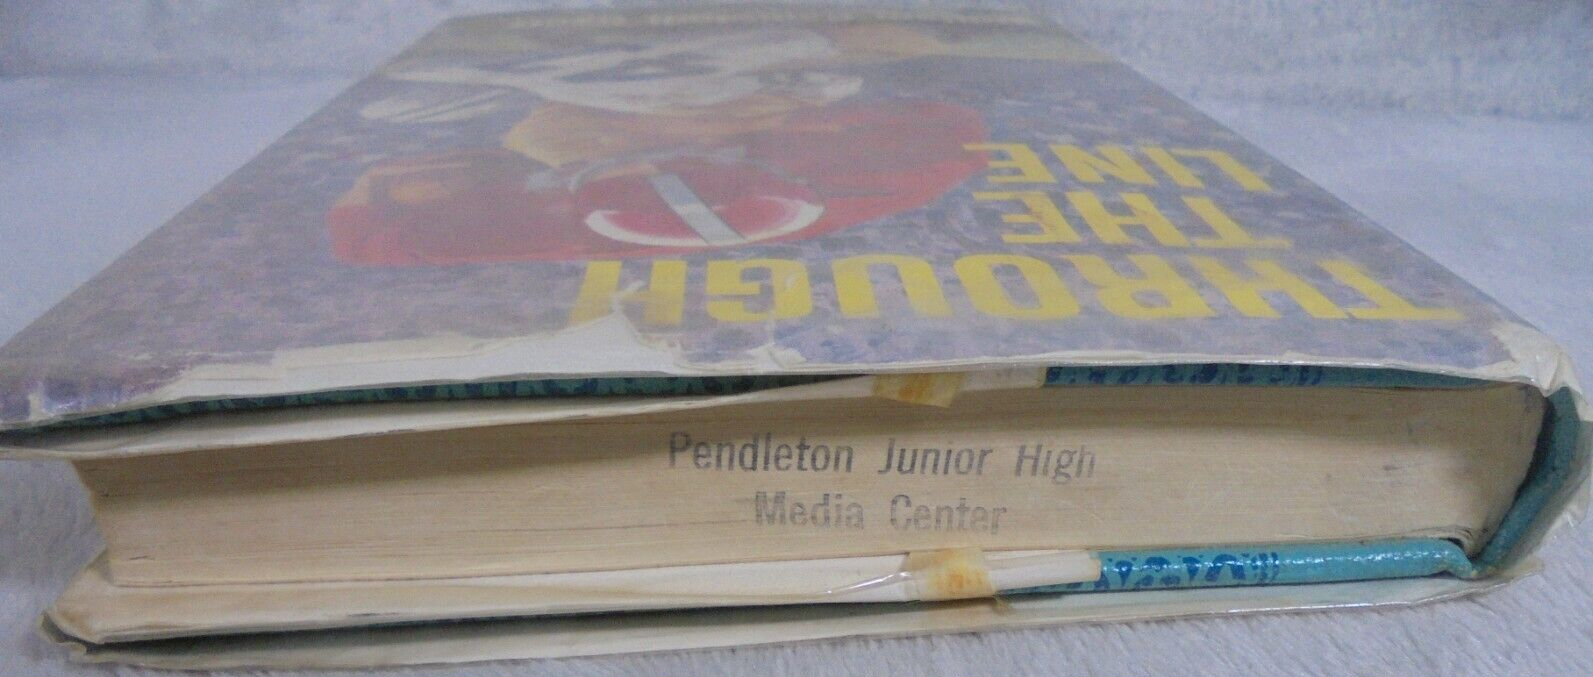 THROUGH
THE
LINE
Pendleton Junior High
Media Center